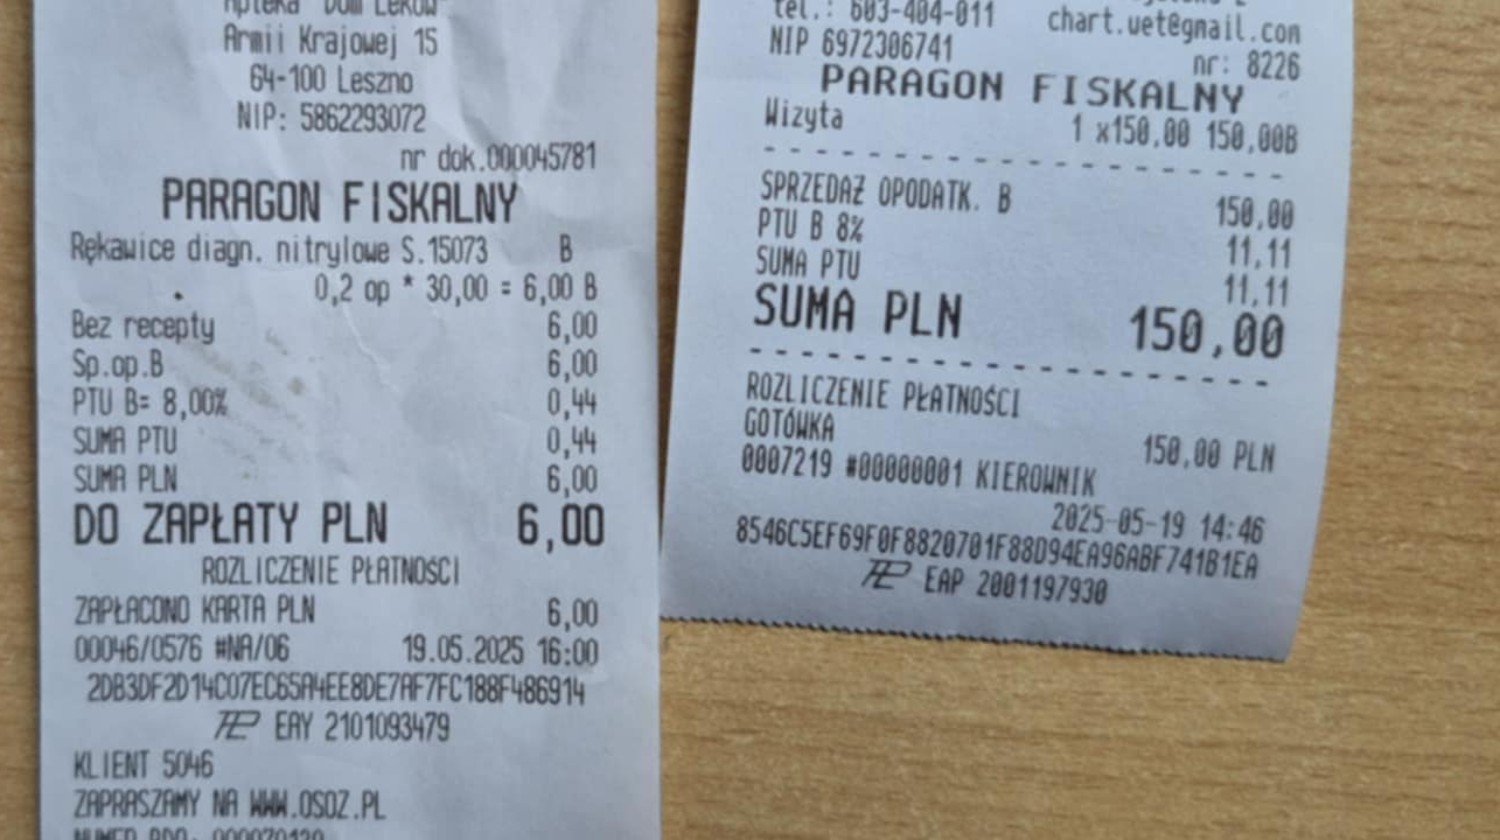 Apteka "Dom Leków"
Armii Krajowej 15
64-100 Leszno
NIP: 5862293072
nr dok.000045781
PARAGON FISKALNY
Rękawice diagn. nitrylowe S.15073 B
0,2 op * 30,00 = 6,00 B
Bez recepty 6,00
Sp.op.B 6,00
PTU B= 8,00% 0,44
SUMA PTU 0,44
SUMA PLN 6,00
DO ZAPŁATY PLN 6,00
ROZLICZENIE PŁATNOŚCI
ZAPŁACONO KARTA PLN 6,00
00046/0576 #NA/06 19.05.2025 16:00
2DB3DF2D14C07EC65A4EE8DE7AF7FC188F486914
EAY 2101093479
KLIENT 5046
ZAPRASZAMY NA WWW.OSOZ.PL
tel.: 603-404-011 chart.wet@gmail.com
NIP 6972306741 nr: 8226
PARAGON FISKALNY
Wizyta 1 x150,00 150,00B
SPRZEDAŻ OPODATK. B 150,00
PTU B 8% 11,11
SUMA PTU 11,11
SUMA PLN 150,00
ROZLICZENIE PŁATNOŚCI
GOTÓWKA 150,00 PLN
0007219 #00000001 KIEROWNIK
2025-05-19 14:46
8546C5EF69F0F8820701F88D94EA96ABF741B1EA
EAP 2001197930